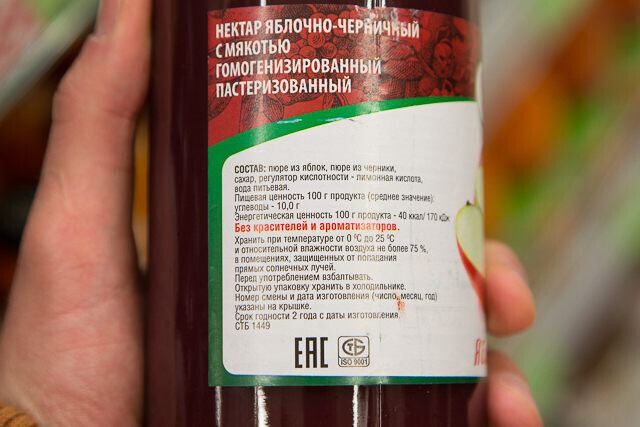 НЕКТАР ЯБЛОЧНО-ЧЕРНИЧНЫЙ
С МЯКОТЬЮ
ГОМОГЕНИЗИРОВАННЫЙ
ПАСТЕРИЗОВАННЫЙ
СОСТАВ: пюре из яблок, пюре из черники,
сахар, регулятор кислотности - лимонная кислота,
вода питьевая.
Пищевая ценность 100 г продукта (среднее значение):
углеводы - 10,0 г
Энергетическая ценность 100 г продукта - 40 ккал/ 170 кДж
Без красителей и ароматизаторов.
Хранить при температуре от 0 ºС до 25 ºС
и относительной влажности воздуха не более 75 %,
в помещениях, защищенных от попадания
прямых солнечных лучей.
Перед употреблением взбалтывать.
Открытую упаковку хранить в холодильнике.
Номер смены и дата изготовления (число, месяц, год)
указаны на крышке.
Срок годности 2 года с даты изготовления.
СТБ 1449
ЕАС СТБ
ISO 9001